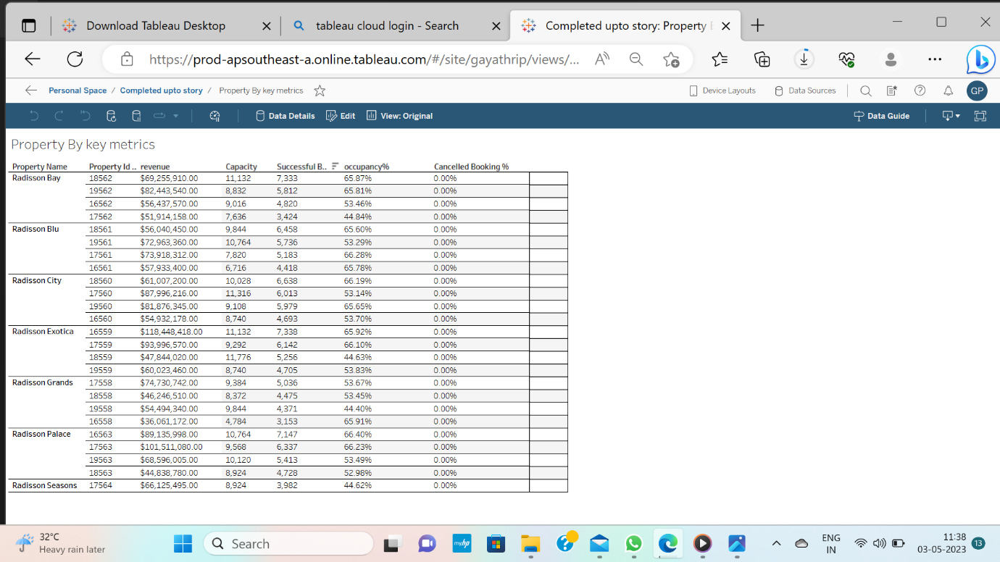 Download Tableau Desktop
tableau cloud login - Search
Completed upto story: Property
https://prod-apsoutheast-a.online.tableau.com/#/site/gayathrip/views/...
Personal Space / Completed upto story / Property By key metrics
Device Layouts
Data Sources
GP
Data Details
Edit
View: Original
Data Guide
Property By key metrics
Property Name Property Id .. revenue Capacity Successful B.. occupancy% Cancelled Booking %
Radisson Bay 18562 $69,255,910.00 11,132 7,333 65.87% 0.00%
19562 $82,443,540.00 8,832 5,812 65.81% 0.00%
16562 $56,437,570.00 9,016 4,820 53.46% 0.00%
17562 $51,914,158.00 7,636 3,424 44.84% 0.00%
Radisson Blu 18561 $56,040,450.00 9,844 6,458 65.60% 0.00%
19561 $72,963,360.00 10,764 5,736 53.29% 0.00%
17561 $73,918,312.00 7,820 5,183 66.28% 0.00%
16561 $57,933,400.00 6,716 4,418 65.78% 0.00%
Radisson City 18560 $61,007,200.00 10,028 6,638 66.19% 0.00%
17560 $87,996,216.00 11,316 6,013 53.14% 0.00%
19560 $81,876,345.00 9,108 5,979 65.65% 0.00%
16560 $54,932,178.00 8,740 4,693 53.70% 0.00%
Radisson Exotica 16559 $118,448,418.00 11,132 7,338 65.92% 0.00%
17559 $93,996,570.00 9,292 6,142 66.10% 0.00%
18559 $47,844,020.00 11,776 5,256 44.63% 0.00%
19559 $60,023,460.00 8,740 4,705 53.83% 0.00%
Radisson Grands 17558 $74,730,742.00 9,384 5,036 53.67% 0.00%
18558 $46,246,510.00 8,372 4,475 53.45% 0.00%
19558 $54,494,340.00 9,844 4,371 44.40% 0.00%
16558 $36,061,172.00 4,784 3,153 65.91% 0.00%
Radisson Palace 16563 $89,135,998.00 10,764 7,147 66.40% 0.00%
17563 $101,511,080.00 9,568 6,337 66.23% 0.00%
19563 $68,596,005.00 10,120 5,413 53.49% 0.00%
18563 $44,838,780.00 8,924 4,728 52.98% 0.00%
Radisson Seasons 17564 $66,125,495.00 8,924 3,982 44.62% 0.00%
32°C
Heavy rain later
Search
myhp
ENG
IN
11:38
03-05-2023
13